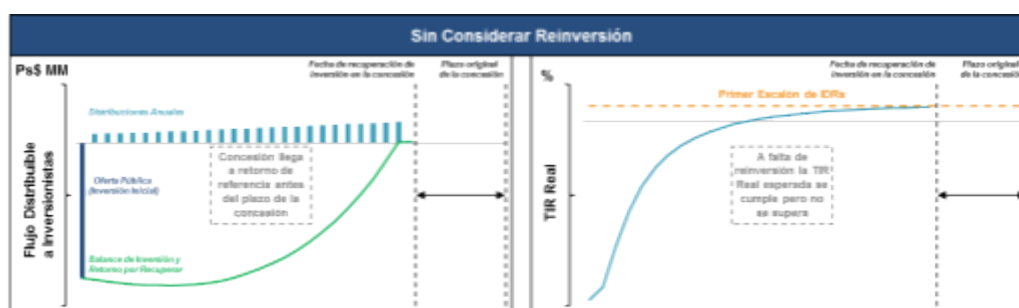 Sin Considerar Reinversión
Ps$ MM
Fecha de recuperación de
inversión en la concesión
Plazo original
de la concesión
Distribuciones Anuales
Concesión llega
a retorno de
referencia antes
del plazo de la
concesión
Oferta Pública
(Inversión Inicial)
Flujo Distribuible
a Inversionistas
Balance de Inversión y
Retorno por Recuperar
%
Fecha de recuperación de
inversión en la concesión
Plazo original
de la concesión
Primer Escalón de IDRs
A falta de
reinversión la TIR
Real esperada se
cumple pero no
se supera
TIR Real